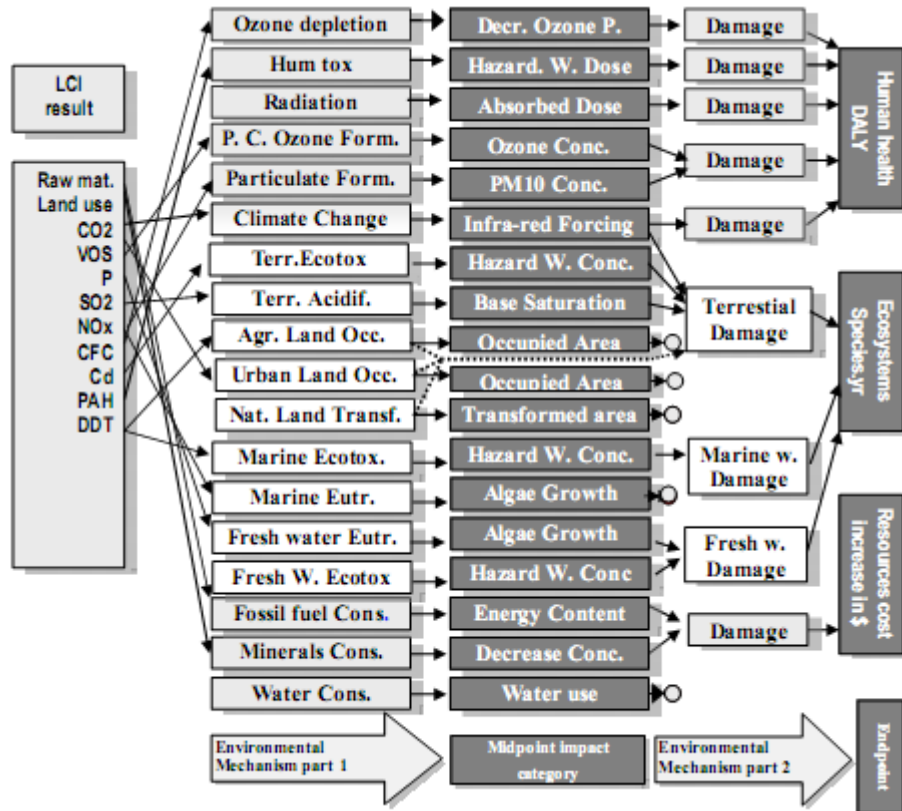 LCI
result
Raw mat.
Land use
CO2
VOS
P
SO2
NOx
CFC
Cd
PAH
DDT
Ozone depletion
Hum tox
Radiation
P. C. Ozone Form.
Particulate Form.
Climate Change
Terr.Ecotox
Terr. Acidif.
Agr. Land Occ.
Urban Land Occ.
Nat. Land Transf.
Marine Ecotox.
Marine Eutr.
Fresh water Eutr.
Fresh W. Ecotox
Fossil fuel Cons.
Minerals Cons.
Water Cons.
Decr. Ozone P.
Hazard. W. Dose
Absorbed Dose
Ozone Conc.
PM10 Conc.
Infra-red Forcing
Hazard W. Conc.
Base Saturation
Occupied Area
Occupied Area
Transformed area
Hazard W. Conc.
Algae Growth
Algae Growth
Hazard W. Conc
Energy Content
Decrease Conc.
Water use
Damage
Damage
Damage
Damage
Damage
Terrestial
Damage
Marine w.
Damage
Fresh w.
Damage
Damage
Human health
DALY
Ecosystems
Species.yr
Resources cost
increase in $
Environmental
Mechanism part 1
Midpoint impact
category
Environmental
Mechanism part 2
Endpoint